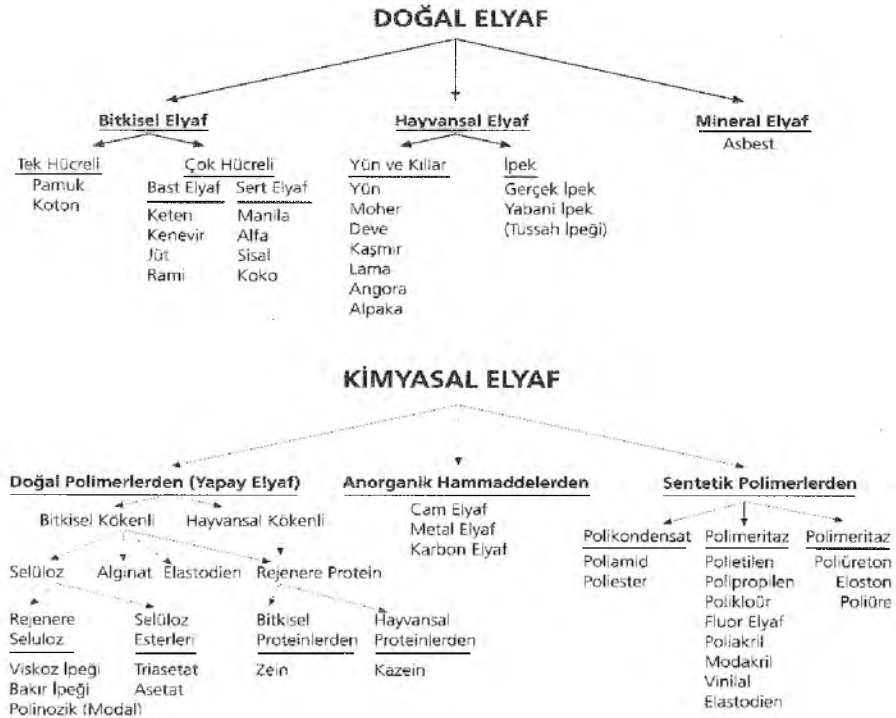 DOĞAL ELYAF
Bitkisel Elyaf
Hayvansal Elyaf
Mineral Elyaf
Asbest
Tek Hücreli
Pamuk
Koton
Çok Hücreli
Bast Elyaf
Keten
Kenevir
Jüt
Rami
Sert Elyaf
Manila
Alfa
Sisal
Koko
Yün ve Kıllar
Yün
Moher
Deve
Kaşmir
Lama
Angora
Alpaka
İpek
Gerçek İpek
Yabani İpek
(Tussah İpeği)
KİMYASAL ELYAF
Doğal Polimerlerden (Yapay Elyaf)
Anorganik Hammaddelerden
Sentetik Polimerlerden
Bitkisel Kökenli
Hayvansal Kökenli
Cam Elyaf
Metal Elyaf
Karbon Elyaf
Selüloz
Alginat
Elastodien
Rejenere Protein
Rejenere
Seluloz
Viskoz İpeği
Bakır İpeği
Polinozik (Modal)
Selüloz
Esterleri
Triasetat
Asetat
Bitkisel
Proteinlerden
Zein
Hayvansal
Proteinlerden
Kazein
Polikondensat
Poliamid
Poliester
Polimeritaz
Polietilen
Polipropilen
Polikloür
Fluor Elyaf
Poliakril
Modakril
Vinilal
Elastodien
Polimeritaz
Poliüreton
Eloston
Poliüre